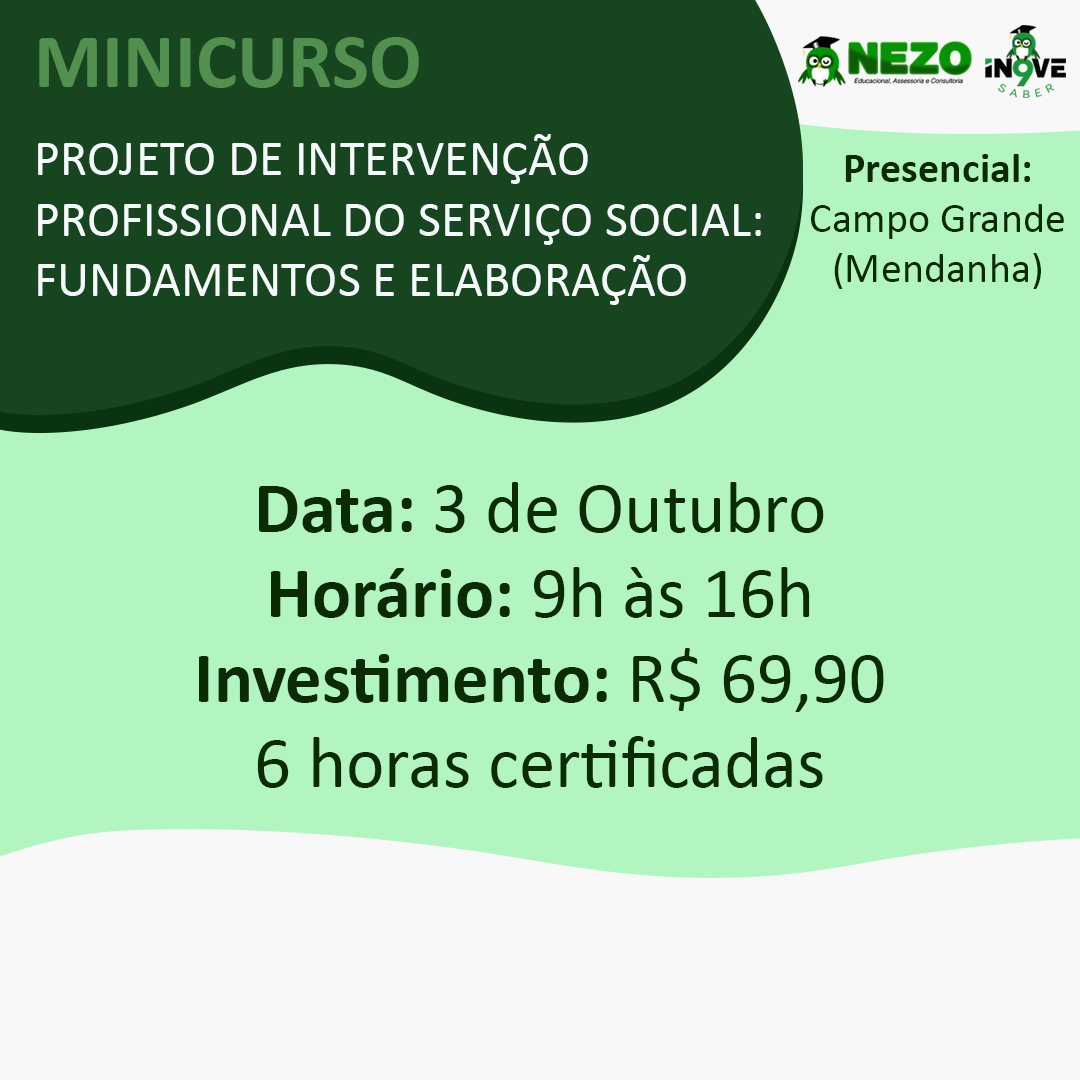 MINICURSO
PROJETO DE INTERVENÇÃO
PROFISSIONAL DO SERVIÇO SOCIAL:
FUNDAMENTOS E ELABORAÇÃO
NEZO
Educacional, Assessoria e Consultoria
IN9VE
SABER
Presencial:
Campo Grande
(Mendanha)
Data: 3 de Outubro
Horário: 9h às 16h
Investimento: R$ 69,90
6 horas certificadas